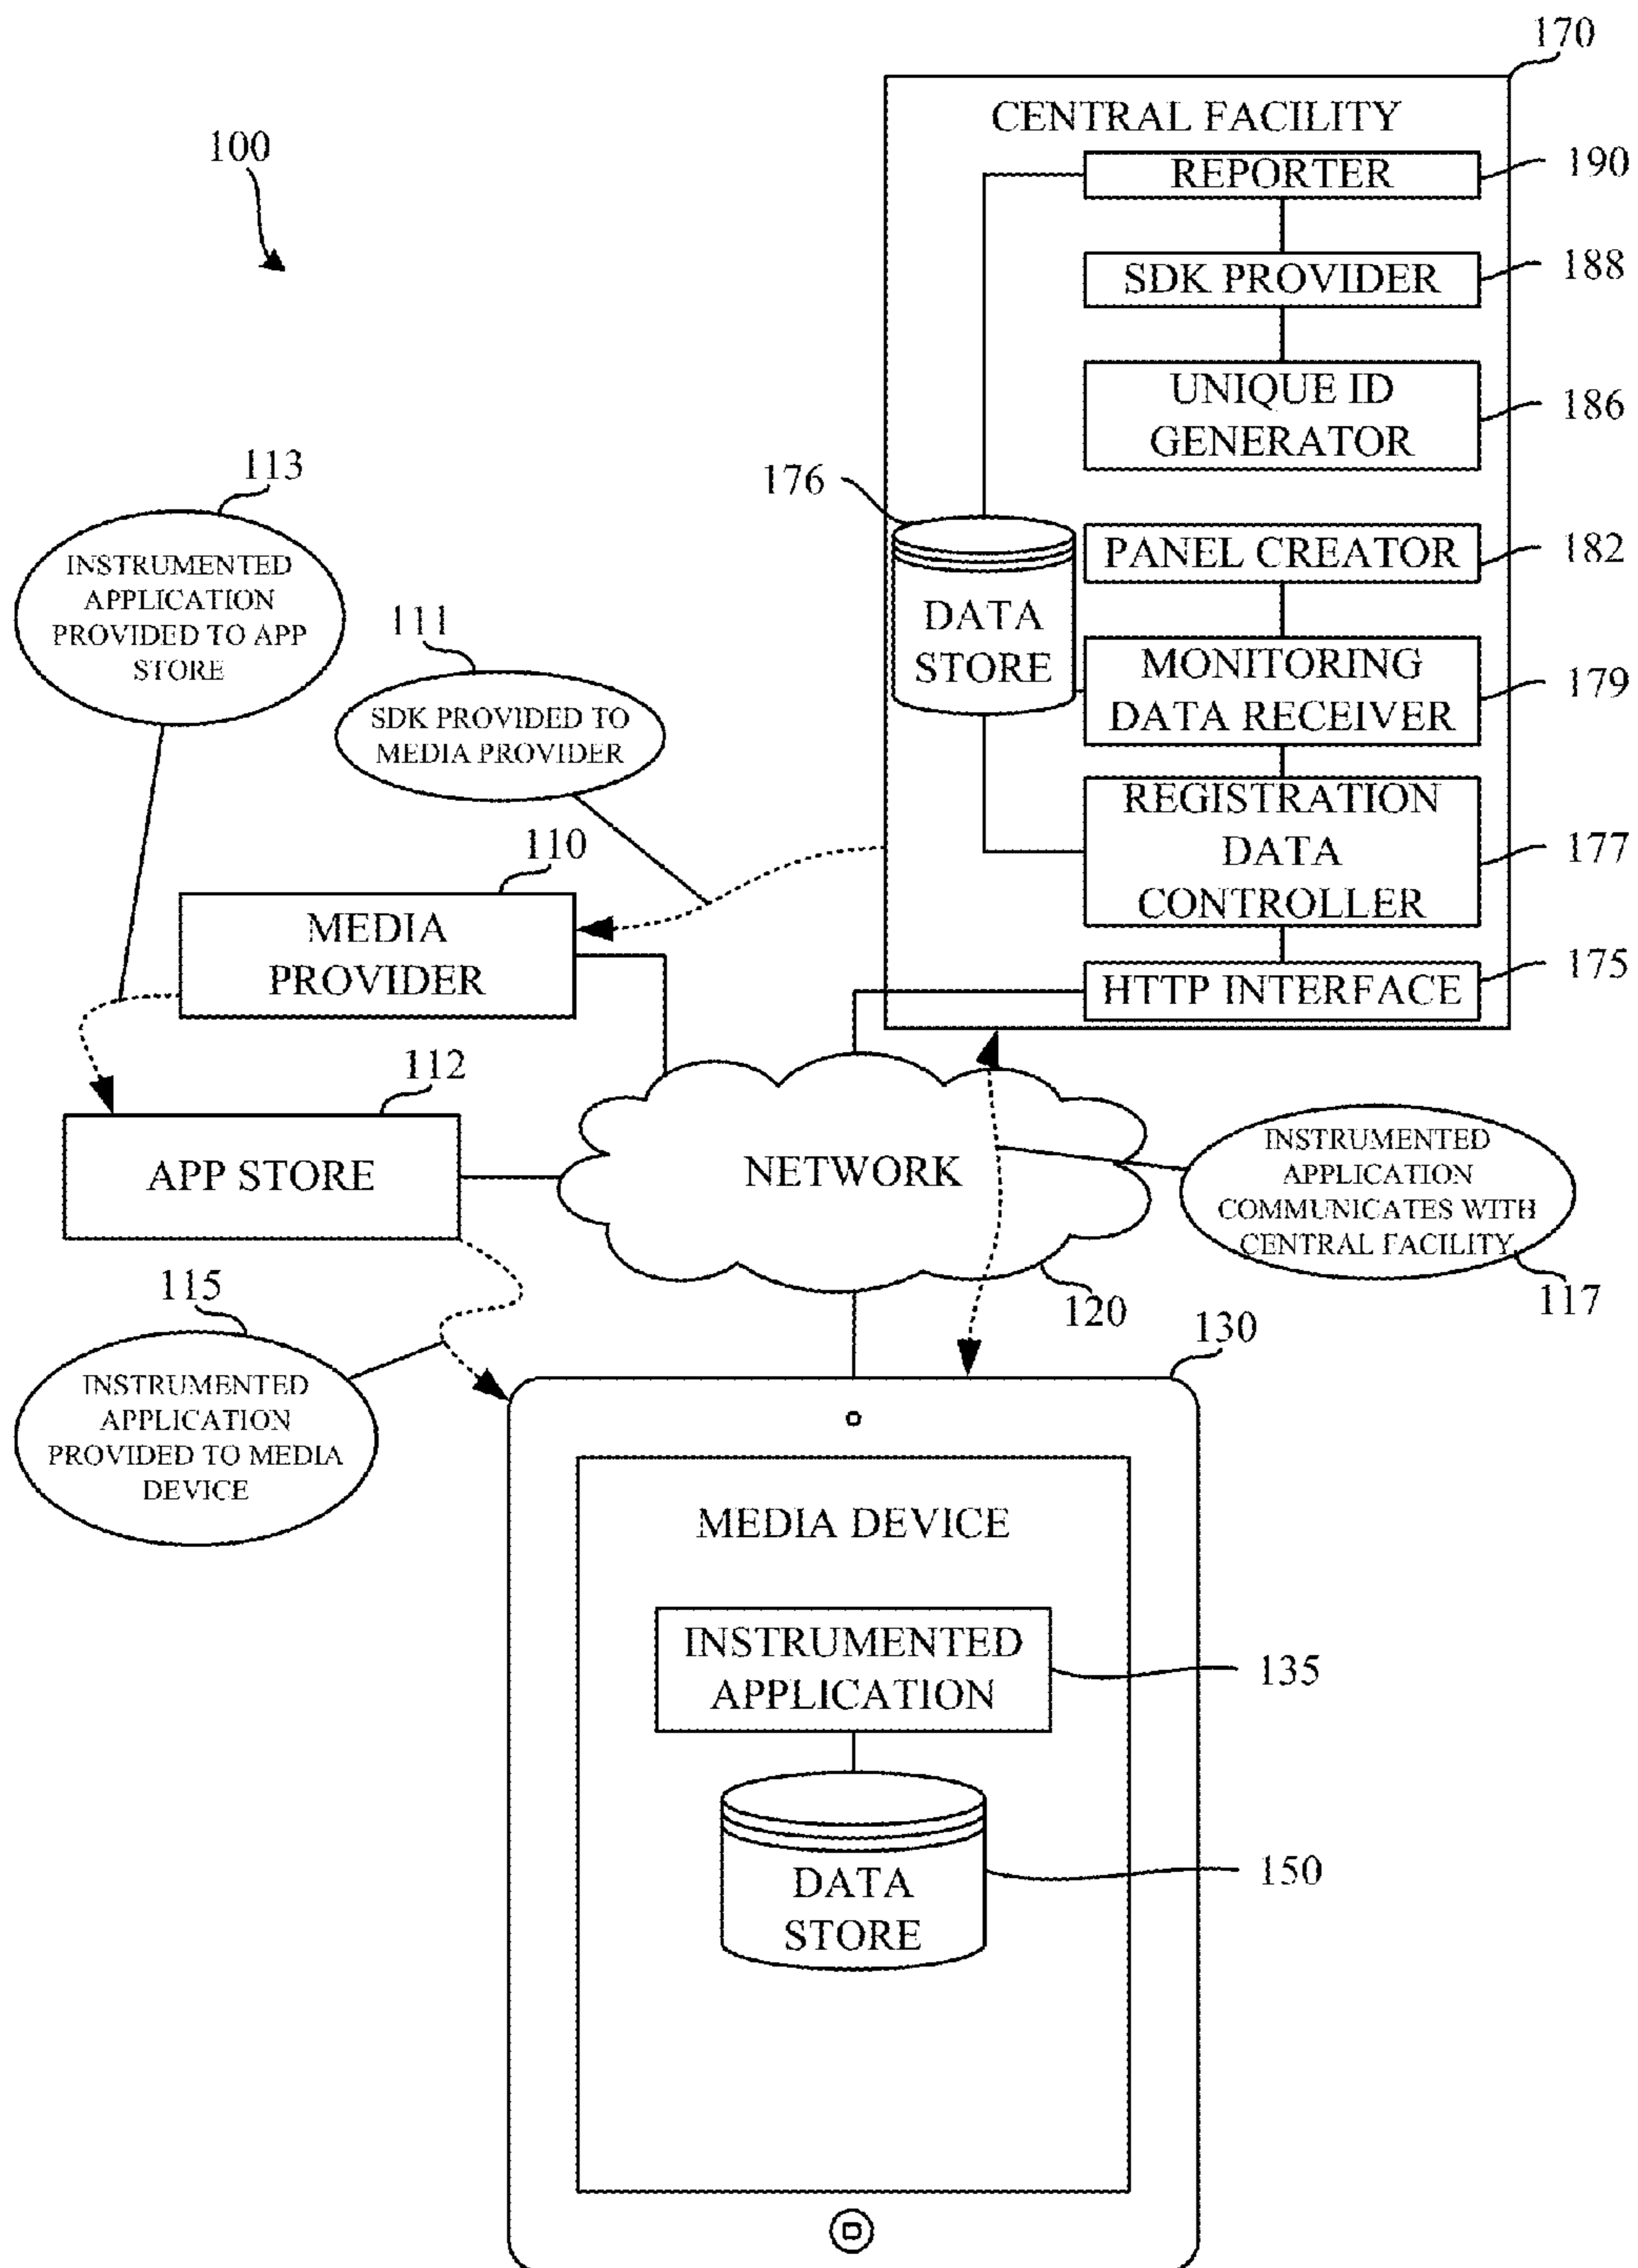 170
CENTRAL FACILITY
100
REPORTER
190
SDK PROVIDER
188
UNIQUE ID
GENERATOR
186
113
176
PANEL CREATOR
182
INSTRUMENTED
APPLICATION
PROVIDED TO APP
STORE
111
DATA
STORE
MONITORING
DATA RECEIVER
179
SDK PROVIDED TO
MEDIA PROVIDER
REGISTRATION
DATA
CONTROLLER
177
110
MEDIA
PROVIDER
HTTP INTERFACE
175
112
APP STORE
NETWORK
INSTRUMENTED
APPLICATION
COMMUNICATES WITH
CENTRAL FACILITY
117
120
115
130
INSTRUMENTED
APPLICATION
PROVIDED TO MEDIA
DEVICE
MEDIA DEVICE
INSTRUMENTED
APPLICATION
135
DATA
STORE
150